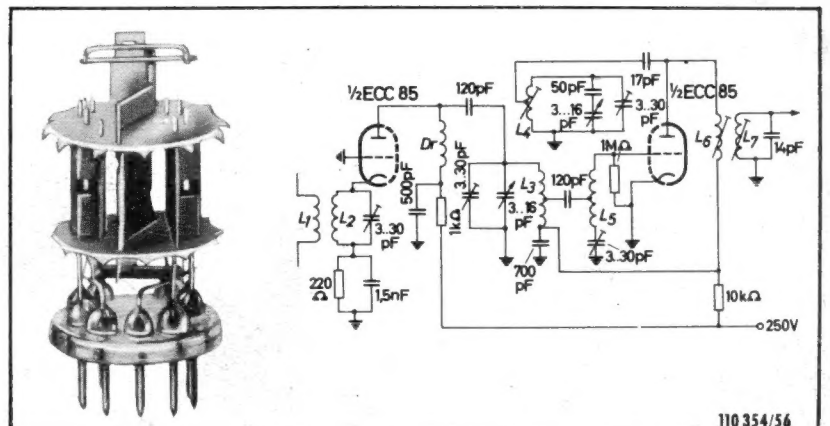 ½ECC 85
120pF
Dr
500pF
1kΩ
L1
L2
3..30
pF
220
Ω
1,5nF
3..30pF
3...16
pF
L3
700
pF
120pF
L5
3..30pF
1MΩ
L4
50pF
3...16
pF
3..30
pF
17pF
½ECC 85
L6
L7
14pF
10kΩ
250V
110 354/56